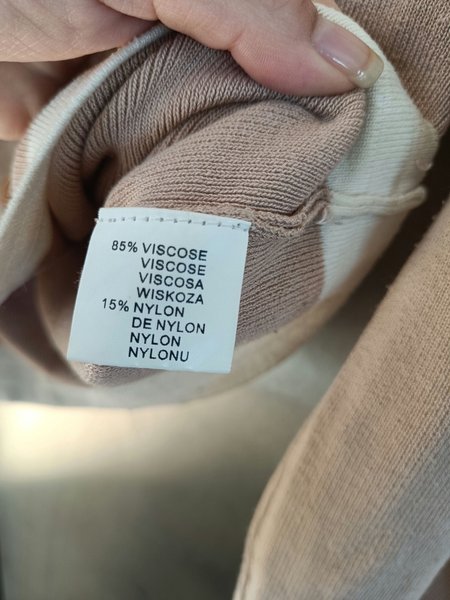 85% VISCOSE
VISCOSE
VISCOSA
WISKOZA
15% NYLON
DE NYLON
NYLON
NYLONU